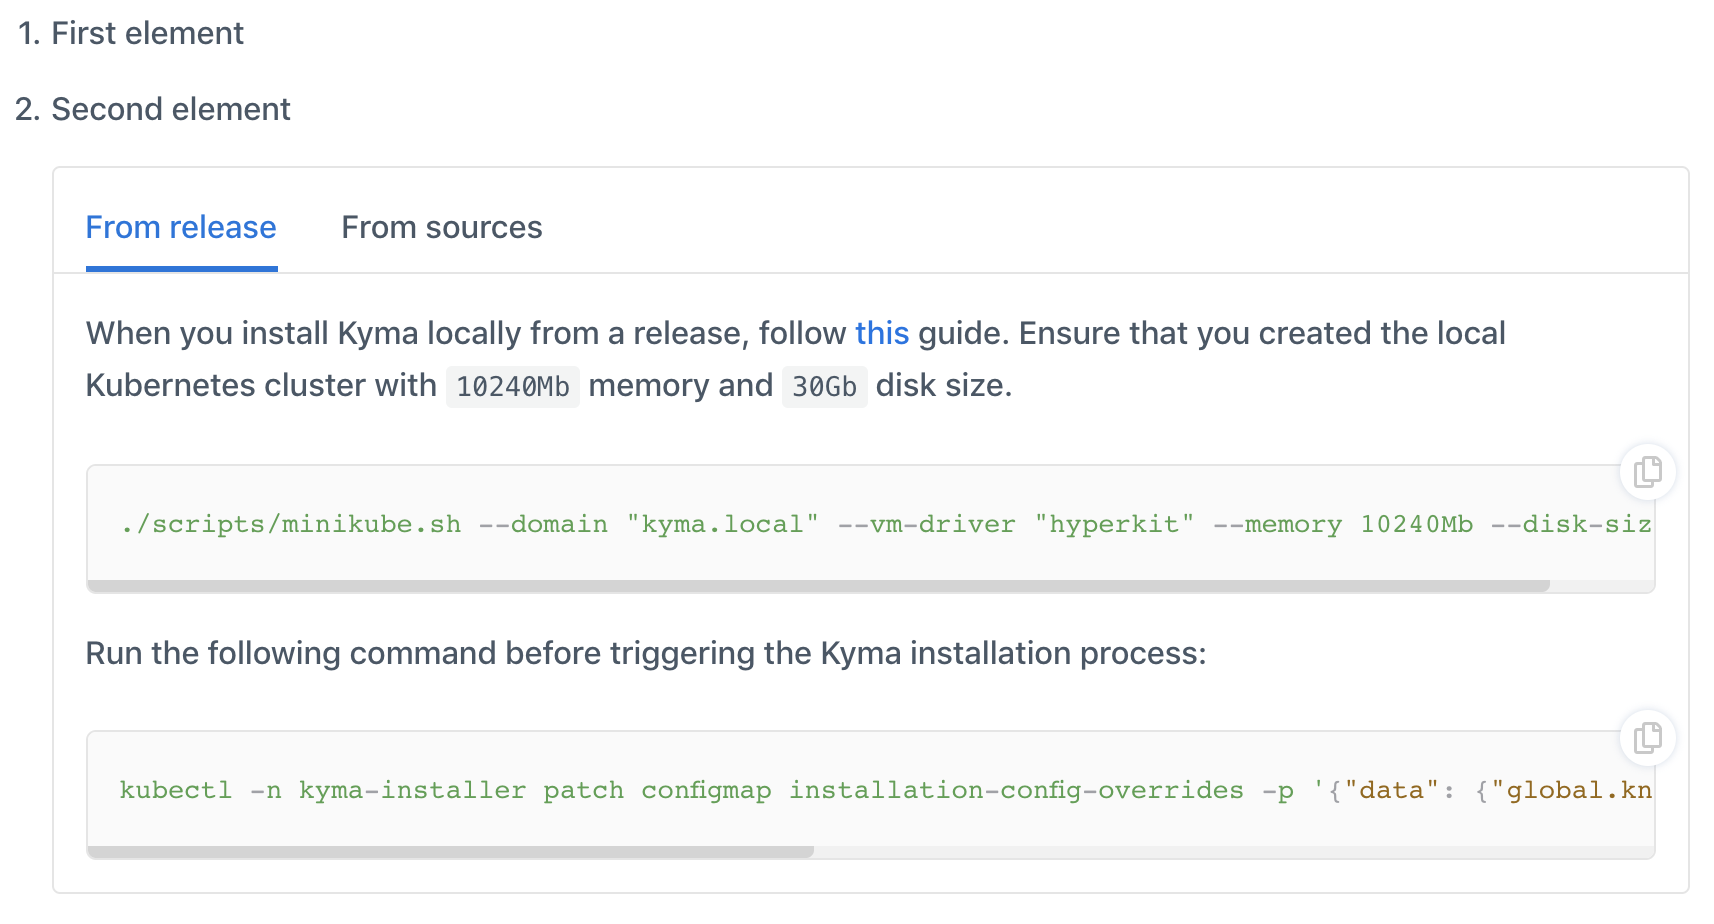 1. First element
2. Second element
From release From sources
When you install Kyma locally from a release, follow this guide. Ensure that you created the local
Kubernetes cluster with 10240Mb memory and 30Gb disk size.
./scripts/minikube.sh --domain "kyma.local" --vm-driver "hyperkit" --memory 10240Mb --disk-siz
Run the following command before triggering the Kyma installation process:
kubectl -n kyma-installer patch configmap installation-config-overrides -p '{"data": {"global.kn